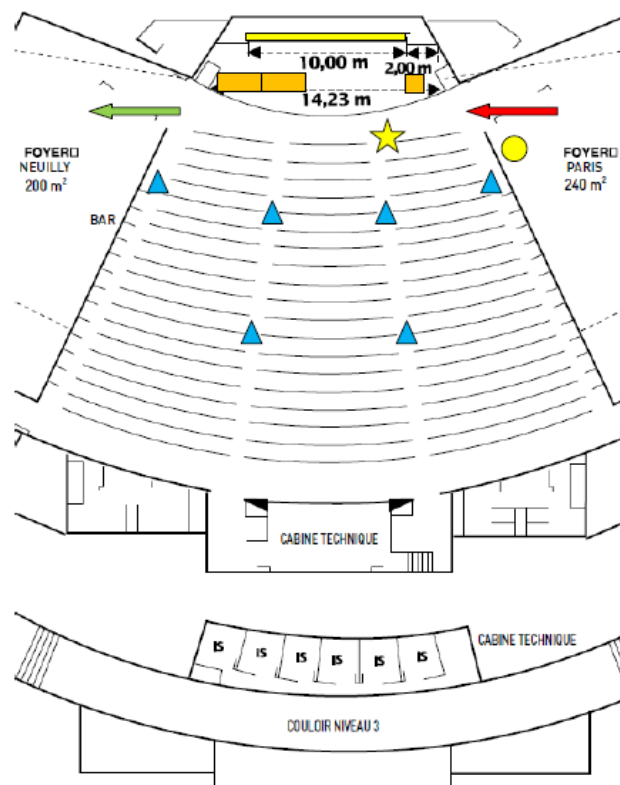 10,00 m
2,00 m
14,23 m
FOYER□
NEUILLY
200 m²
FOYER□
PARIS
240 m²
BAR
CABINE TECHNIQUE
IS
IS
IS
IS
IS
IS
CABINE TECHNIQUE
COULOIR NIVEAU 3